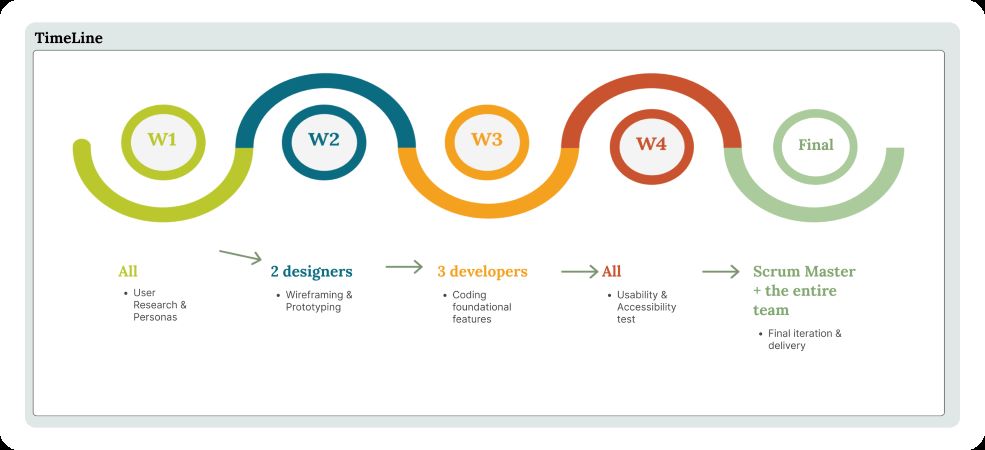 TimeLine
W1
W2
W3
W4
Final
All
• User
Research &
Personas
2 designers
• Wireframing &
Prototyping
3 developers
• Coding
foundational
features
All
• Usability &
Accessibility
test
Scrum Master
+ the entire
team
• Final iteration &
delivery